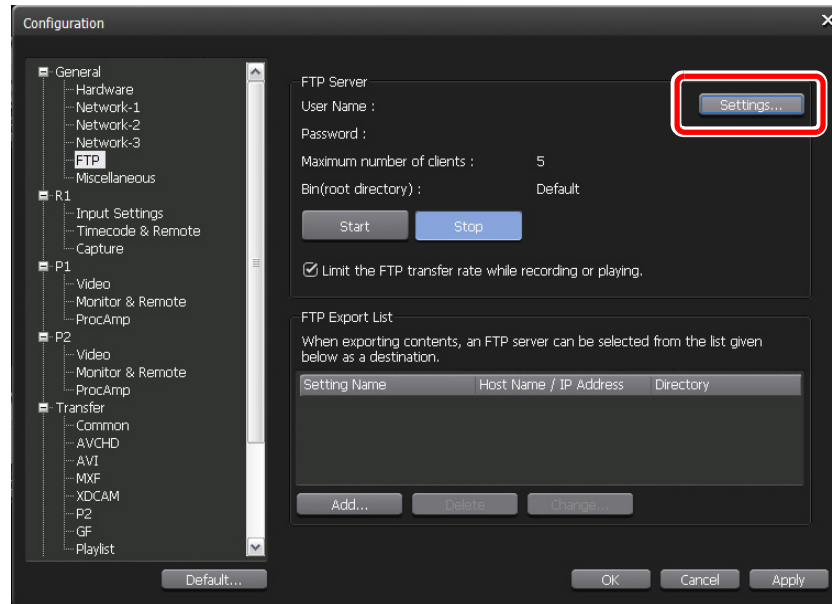 Configuration
General
Hardware
Network-1
Network-2
Network-3
FTP
Miscellaneous
R1
Input Settings
Timecode & Remote
Capture
P1
Video
Monitor & Remote
ProcAmp
P2
Video
Monitor & Remote
ProcAmp
Transfer
Common
AVCHD
AVI
MXF
XDCAM
P2
GF
Playlist
Default...
FTP Server
User Name :
Settings...
Password :
Maximum number of clients : 5
Bin(root directory) : Default
Start Stop
Limit the FTP transfer rate while recording or playing.
FTP Export List
When exporting contents, an FTP server can be selected from the list given
below as a destination.
Setting Name Host Name / IP Address Directory
Add... Delete Change...
OK Cancel Apply